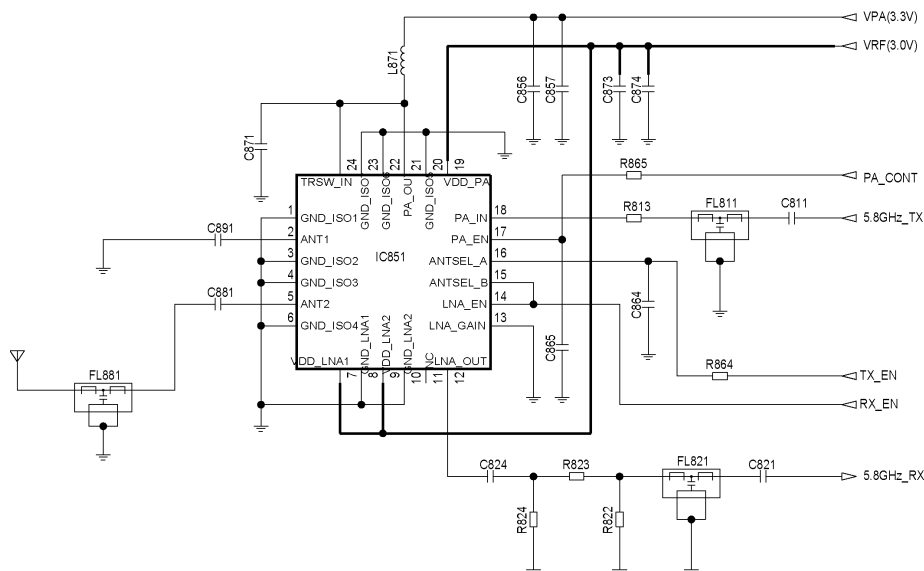 VPA(3.3V)
VRF(3.0V)
L871
C856
C857
C873
C874
C871
24
23
22
21
20
19
R865
PA_CONT
TRSW_IN
GND_ISO
GND_ISO6
PA_OU
GND_ISO5
VDD_PA
R813
FL811
C811
5.8GHz_TX
1
GND_ISO1
PA_IN
18
C891
2
ANT1
PA_EN
17
3
GND_ISO2
IC851
ANTSEL_A
16
4
GND_ISO3
ANTSEL_B
15
C881
5
ANT2
LNA_EN
14
C864
6
GND_ISO4
LNA_GAIN
13
C865
VDD_LNA1
GND_LNA1
VDD_LNA2
GND_LNA2
NC
LNA_OUT
7
8
9
10
11
12
R864
TX_EN
FL881
RX_EN
C824
R823
FL821
C821
5.8GHz_RX
R824
R822